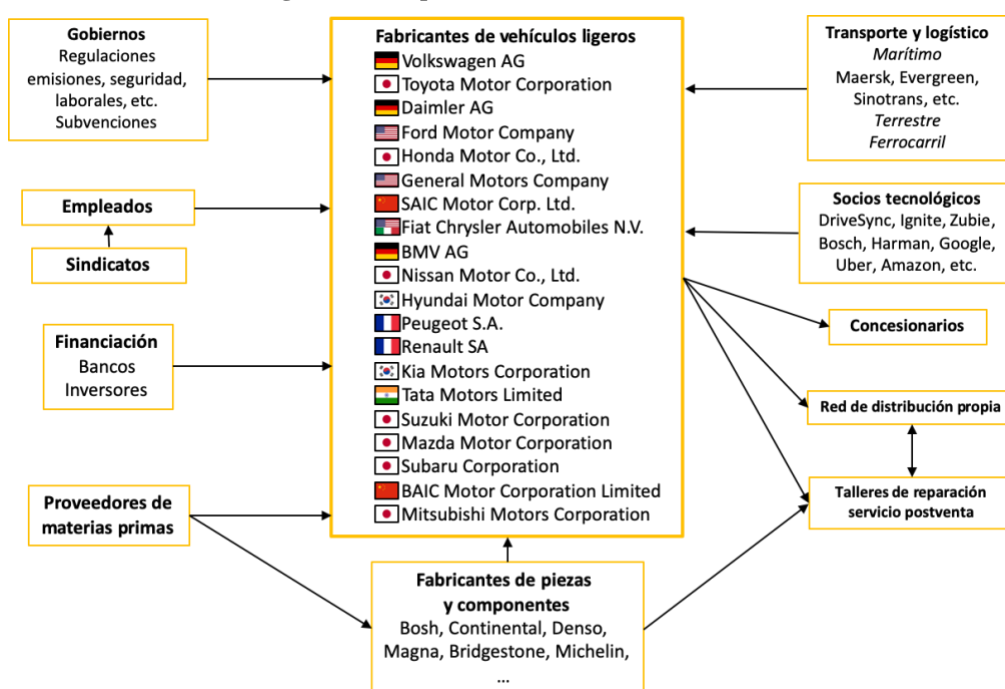 Gobiernos
Regulaciones
emisiones, seguridad,
laborales, etc.
Subvenciones
Empleados
Sindicatos
Financiación
Bancos
Inversores
Proveedores de
materias primas
Fabricantes de vehículos ligeros
Volkswagen AG
Toyota Motor Corporation
Daimler AG
Ford Motor Company
Honda Motor Co., Ltd.
General Motors Company
SAIC Motor Corp. Ltd.
Fiat Chrysler Automobiles N.V.
BMV AG
Nissan Motor Co., Ltd.
Hyundai Motor Company
Peugeot S.A.
Renault SA
Kia Motors Corporation
Tata Motors Limited
Suzuki Motor Corporation
Mazda Motor Corporation
Subaru Corporation
BAIC Motor Corporation Limited
Mitsubishi Motors Corporation
Fabricantes de piezas
y componentes
Bosh, Continental, Denso,
Magna, Bridgestone, Michelin,
...
Transporte y logístico
Marítimo
Maersk, Evergreen,
Sinotrans, etc.
Terrestre
Ferrocarril
Socios tecnológicos
DriveSync, Ignite, Zubie,
Bosch, Harman, Google,
Uber, Amazon, etc.
Concesionarios
Red de distribución propia
Talleres de reparación
servicio postventa